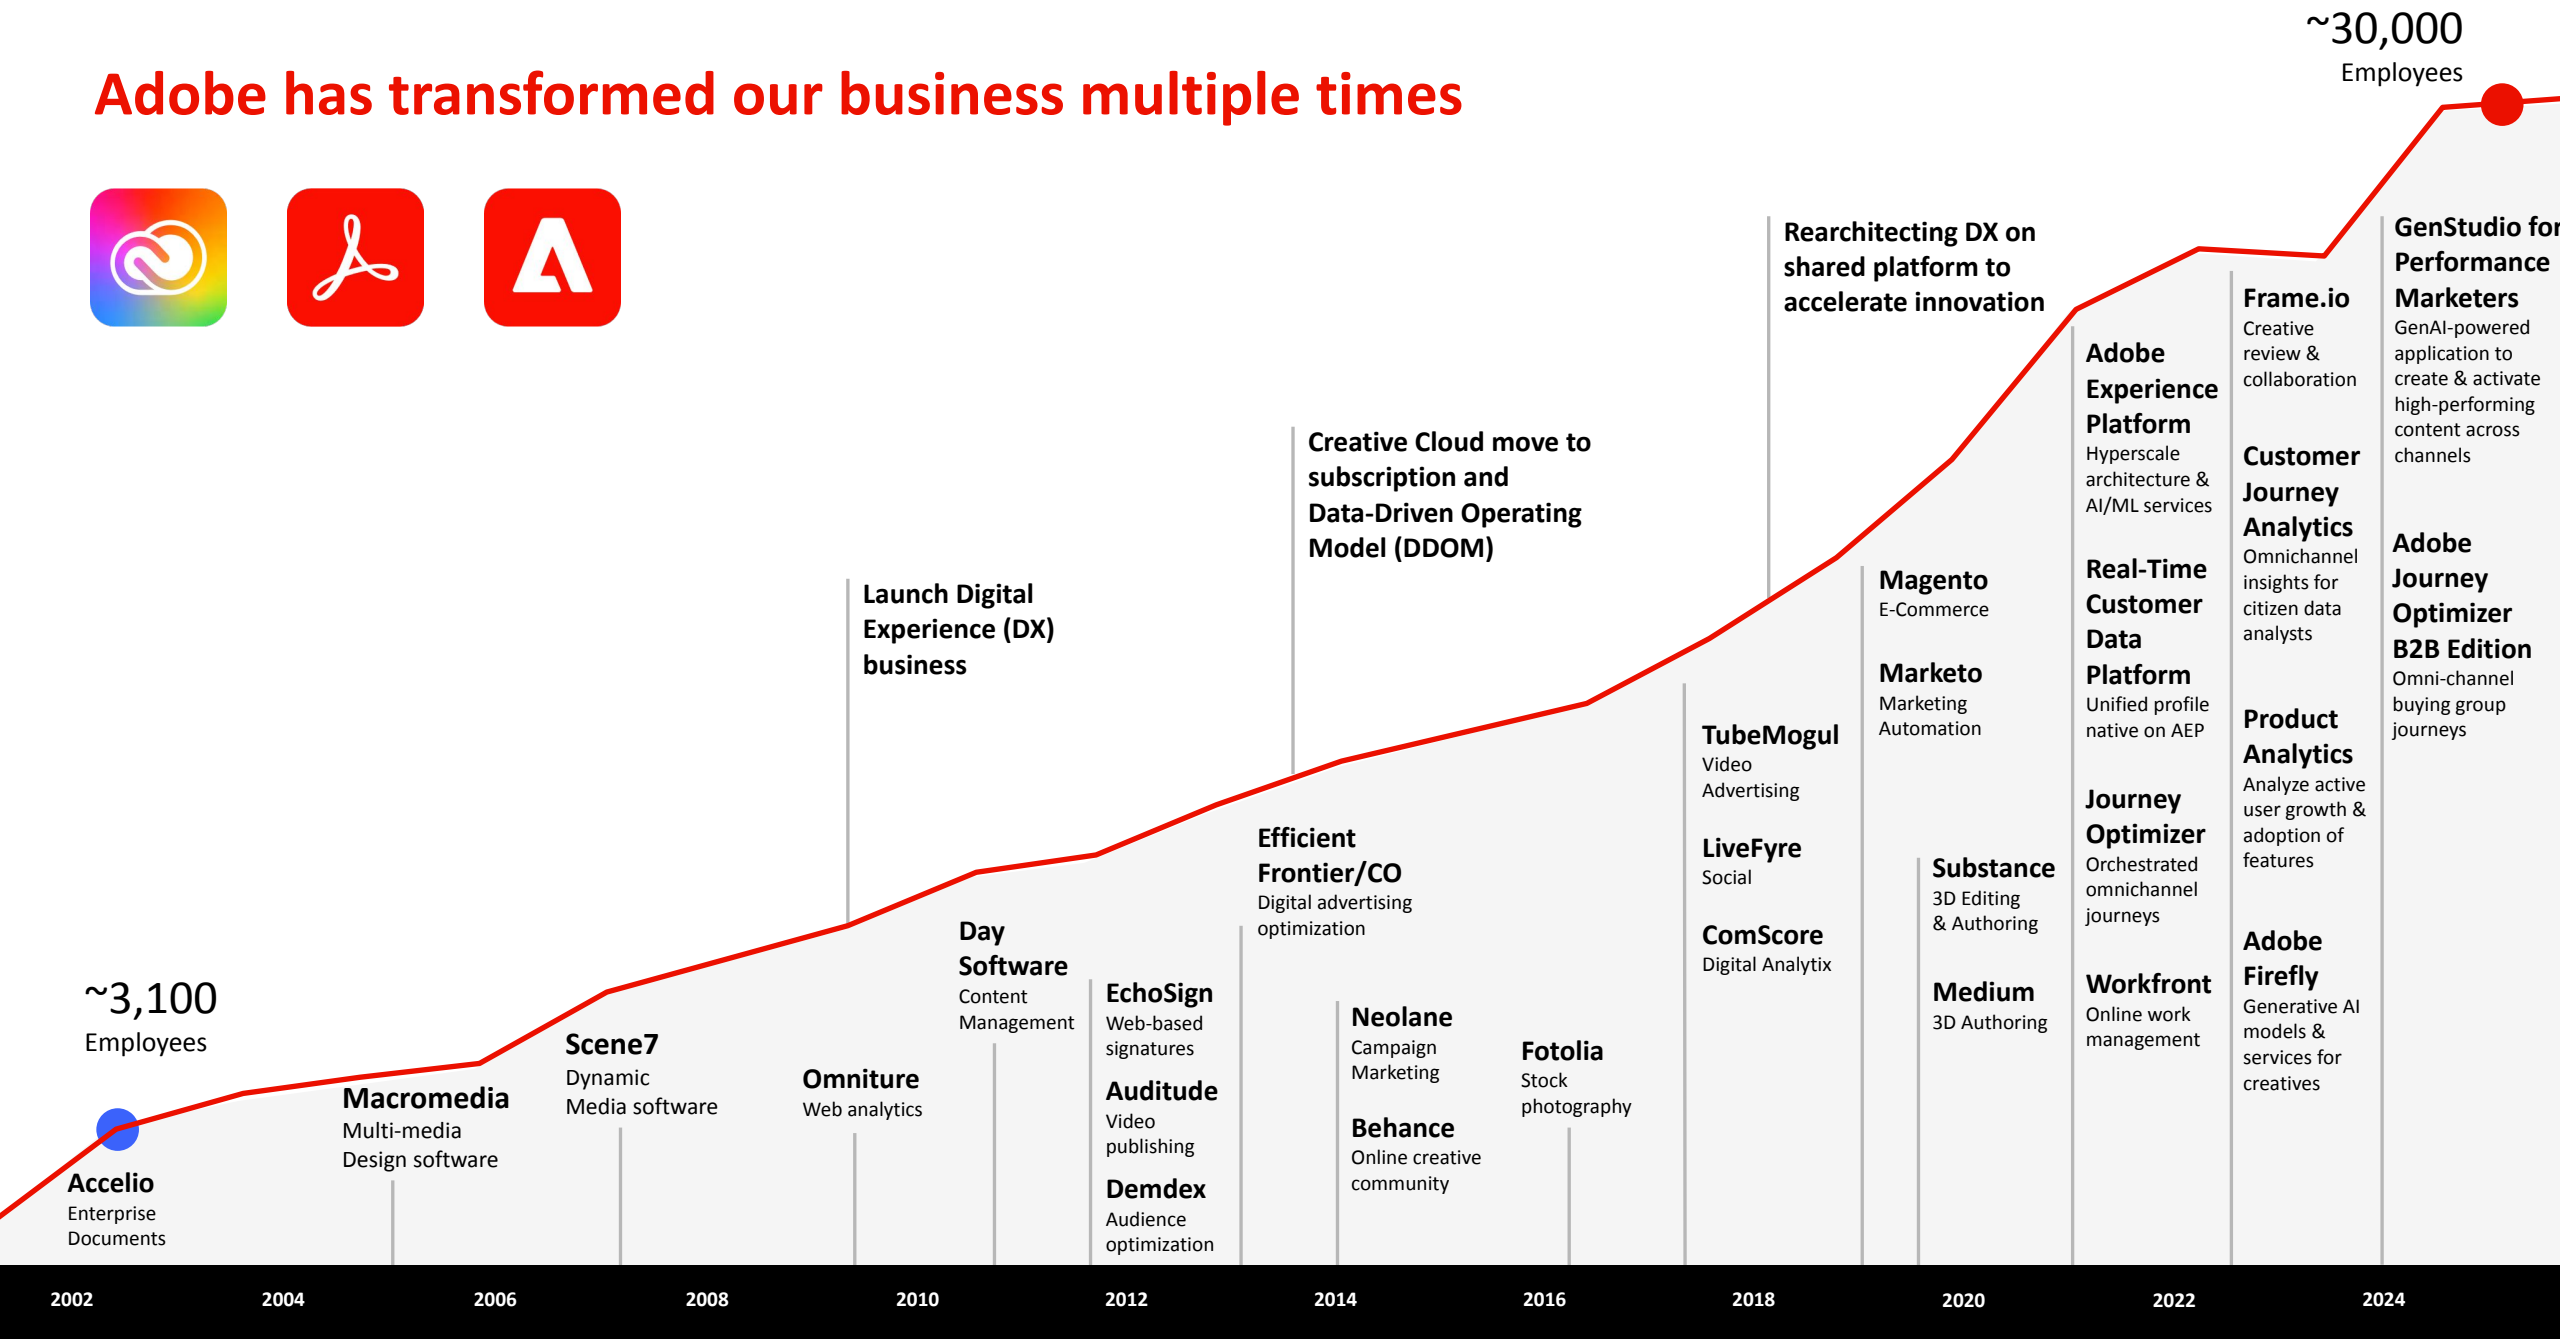 Adobe has transformed our business multiple times
~30,000
Employees
~3,100
Employees
Launch Digital
Experience (DX)
business
Creative Cloud move to
subscription and
Data-Driven Operating
Model (DDOM)
Rearchitecting DX on
shared platform to
accelerate innovation
Accelio
Enterprise
Documents
Macromedia
Multi-media
Design software
Scene7
Dynamic
Media software
Omniture
Web analytics
Day
Software
Content
Management
EchoSign
Web-based
signatures
Auditude
Video
publishing
Demdex
Audience
optimization
Efficient
Frontier/CO
Digital advertising
optimization
Neolane
Campaign
Marketing
Behance
Online creative
community
Fotolia
Stock
photography
TubeMogul
Video
Advertising
LiveFyre
Social
ComScore
Digital Analytix
Magento
E-Commerce
Marketo
Marketing
Automation
Substance
3D Editing
& Authoring
Medium
3D Authoring
Adobe
Experience
Platform
Hyperscale
architecture &
AI/ML services
Real-Time
Customer
Data
Platform
Unified profile
native on AEP
Journey
Optimizer
Orchestrated
omnichannel
journeys
Workfront
Online work
management
Frame.io
Creative
review &
collaboration
Customer
Journey
Analytics
Omnichannel
insights for
citizen data
analysts
Product
Analytics
Analyze active
user growth &
adoption of
features
Adobe
Firefly
Generative AI
models &
services for
creatives
GenStudio for
Performance
Marketers
GenAI-powered
application to
create & activate
high-performing
content across
channels
Adobe
Journey
Optimizer
B2B Edition
Omni-channel
buying group
journeys
2002
2004
2006
2008
2010
2012
2014
2016
2018
2020
2022
2024